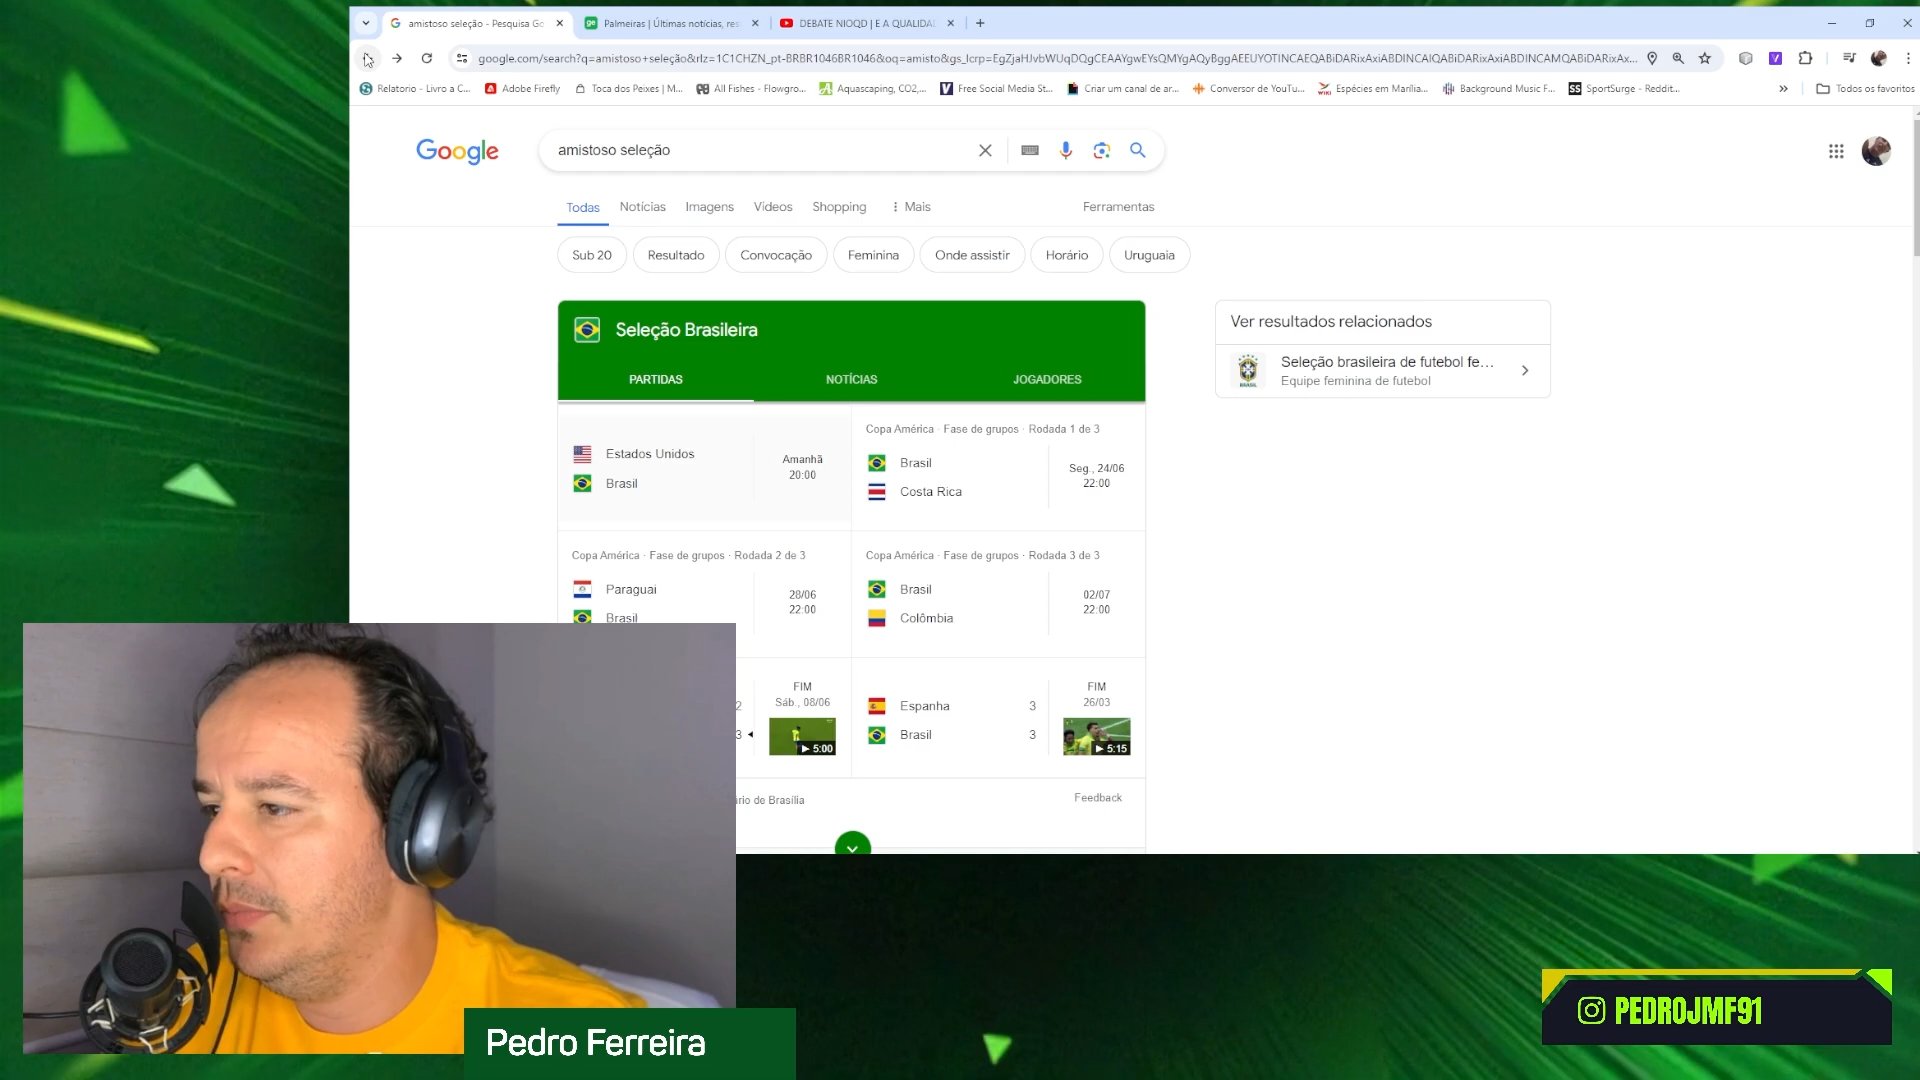 amistoso seleção - Pesquisa Go
Palmeiras | Últimas notícias, res
DEBATE NIOQD | E A QUALIDA
google.com/search?q=amistoso+seleção&rlz=1C1CHZN_pt-BRBR1046BR1046&oq=amisto&gs_lcrp=EgZjaHJvbWUqDQgCEAAYgwEYsQMYgAQyBggAEEUYOTINCAEQABiDARixAxiABDINCAIQABiDARixAxiABDINCAMQABiDARixAx...
Relatorio - Livro a C...
Adobe Firefly
Toca dos Peixes | M...
All Fishes - Flowgro...
Aquascaping, CO2,...
Free Social Media St...
Criar um canal de ar...
Conversor de YouTu...
Espécies em Marília...
Background Music F...
SportSurge - Reddit...
Todos os favoritos
Google
amistoso seleção
Todas
Notícias
Imagens
Vídeos
Shopping
Mais
Ferramentas
Sub 20
Resultado
Convocação
Feminina
Onde assistir
Horário
Uruguaia
Seleção Brasileira
PARTIDAS
NOTÍCIAS
JOGADORES
Estados Unidos
Brasil
Amanhã
20:00
Copa América · Fase de grupos · Rodada 1 de 3
Brasil
Costa Rica
Seg., 24/06
22:00
Copa América · Fase de grupos · Rodada 2 de 3
Paraguai
Brasil
28/06
22:00
Copa América · Fase de grupos · Rodada 3 de 3
Brasil
Colômbia
02/07
22:00
2
3
FIM
Sáb., 08/06
5:00
Espanha 3
Brasil 3
FIM
26/03
5:15
ário de Brasília
Feedback
Ver resultados relacionados
Seleção brasileira de futebol fe...
Equipe feminina de futebol
Pedro Ferreira
PEDROJMF91